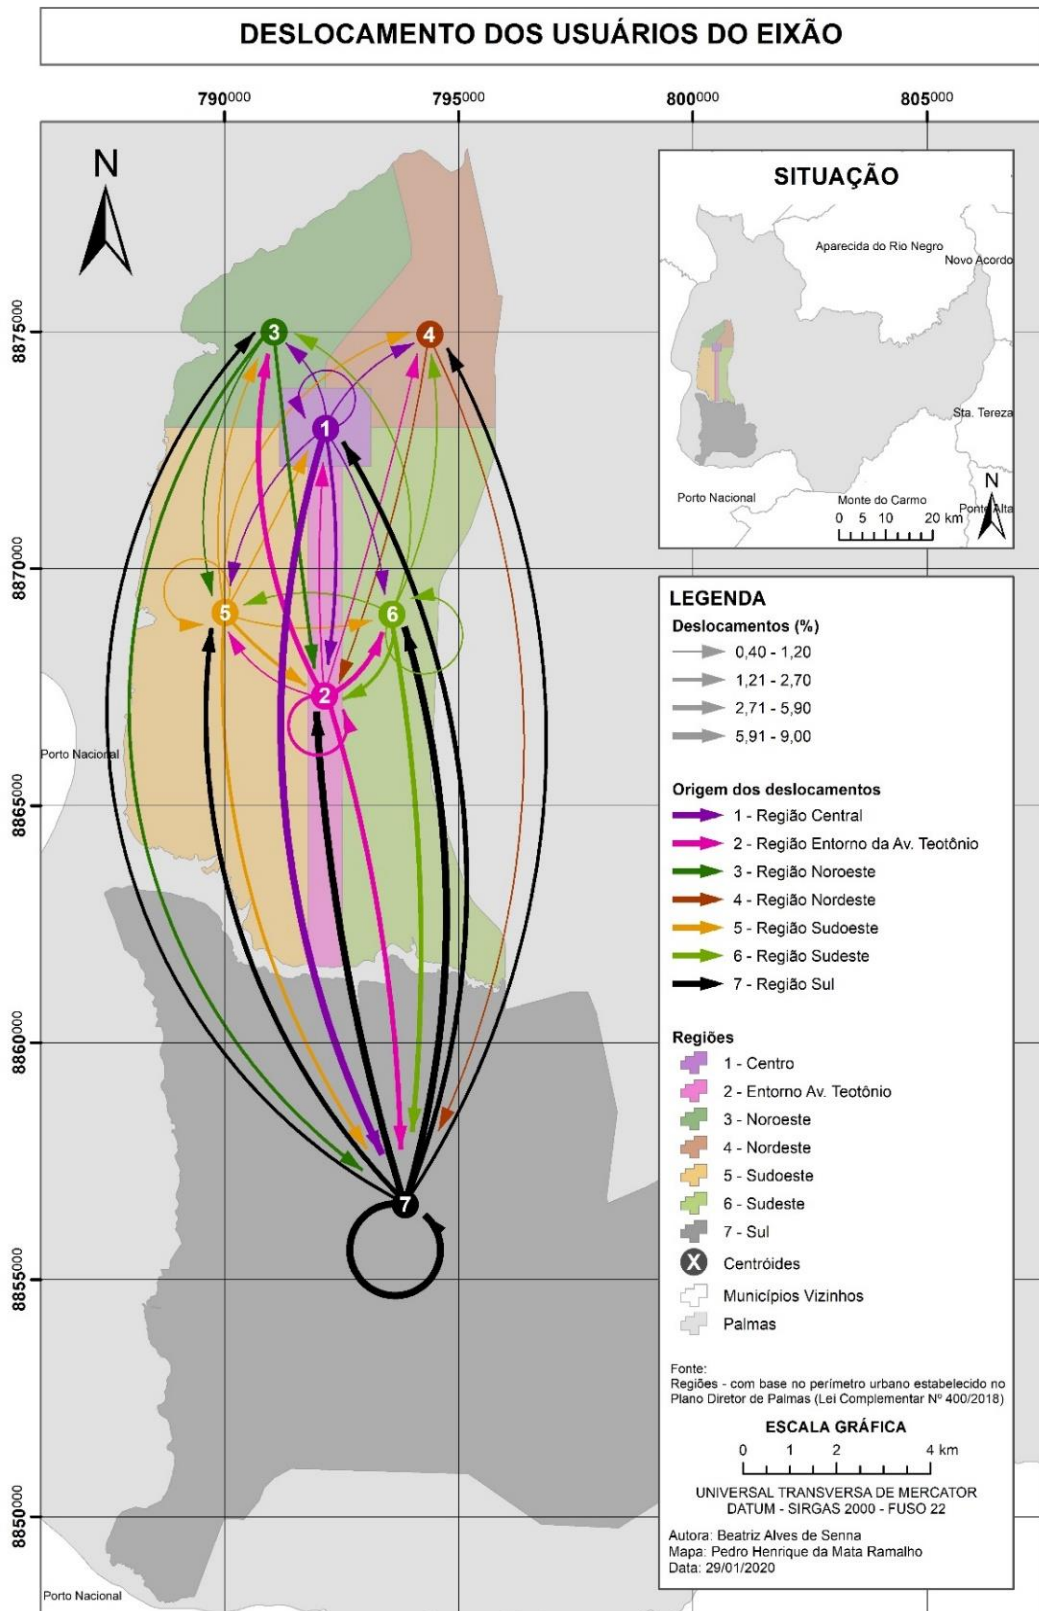 DESLOCAMENTO DOS USUÁRIOS DO EIXÃO
790000 795000 800000 805000
N
SITUAÇÃO
Aparecida do Rio Negro
Novo Acordo
Sta. Tereza
Porto Nacional
Monte do Carmo
Ponte Alta
N
0 5 10 20 km
8875000
8870000
8865000
8860000
8855000
8850000
3
4
1
5
6
2
7
Porto Nacional
Porto Nacional
LEGENDA
Deslocamentos (%)
0,40 - 1,20
1,21 - 2,70
2,71 - 5,90
5,91 - 9,00
Origem dos deslocamentos
1 - Região Central
2 - Região Entorno da Av. Teotônio
3 - Região Noroeste
4 - Região Nordeste
5 - Região Sudoeste
6 - Região Sudeste
7 - Região Sul
Regiões
1 - Centro
2 - Entorno Av. Teotônio
3 - Noroeste
4 - Nordeste
5 - Sudoeste
6 - Sudeste
7 - Sul
X Centróides
Municípios Vizinhos
Palmas
Fonte:
Regiões - com base no perímetro urbano estabelecido no
Plano Diretor de Palmas (Lei Complementar Nº 400/2018)
ESCALA GRÁFICA
0 1 2 4 km
UNIVERSAL TRANSVERSA DE MERCATOR
DATUM - SIRGAS 2000 - FUSO 22
Autora: Beatriz Alves de Senna
Mapa: Pedro Henrique da Mata Ramalho
Data: 29/01/2020